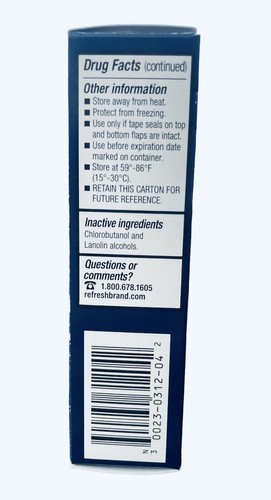 Drug Facts (continued)
Other information
■ Store away from heat.
■ Protect from freezing.
■ Use only if tape seals on top
and bottom flaps are intact.
■ Use before expiration date
marked on container.
■ Store at 59°-86°F
(15°-30°C).
■ RETAIN THIS CARTON FOR
FUTURE REFERENCE.
Inactive ingredients
Chlorobutanol and
Lanolin alcohols.
Questions or
comments?
☎ 1.800.678.1605
refreshbrand.com
N
3 0023-0312-04 2